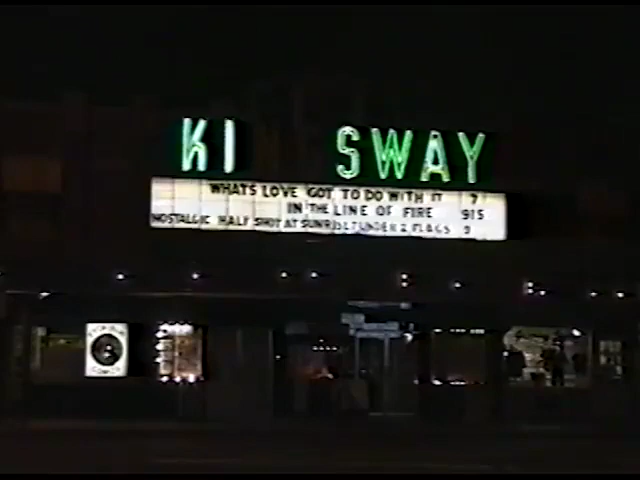 KI SWAY
WHATS LOVE GOT TO DO WITH IT 7
IN THE LINE OF FIRE 915
NOSTALGIC HALF SHOT AT SUNRISE UNDER 2 FLAGS 9